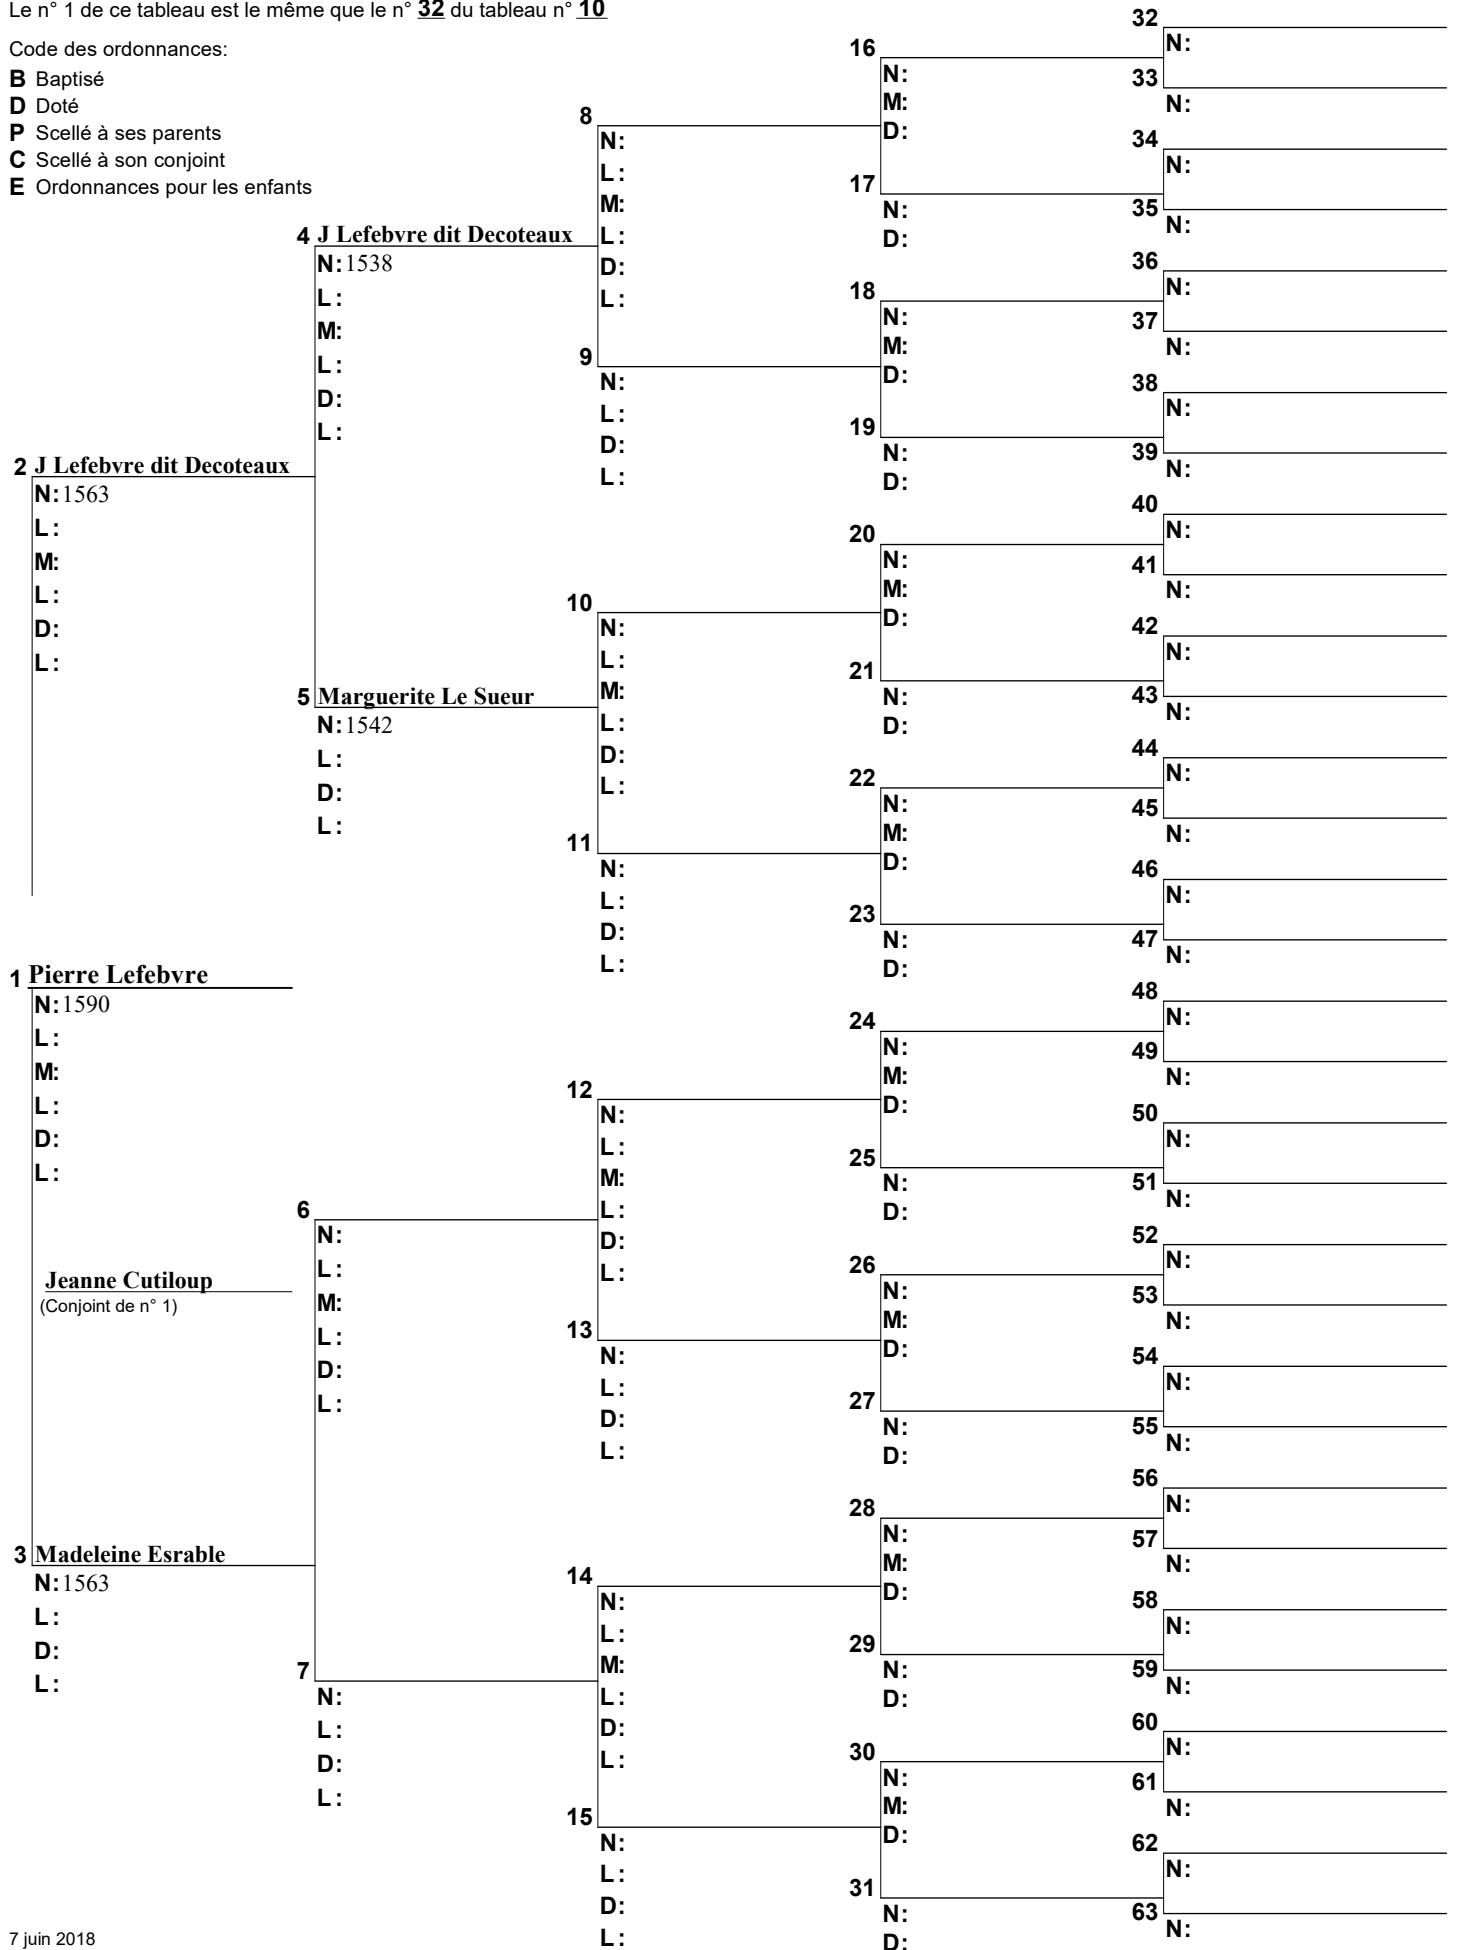 Le n° 1 de ce tableau est le même que le n° 32 du tableau n° 10
Code des ordonnances:
B Baptisé
D Doté
P Scellé à ses parents
C Scellé à son conjoint
E Ordonnances pour les enfants
2 J Lefebvre dit Decoteaux
N:1563
L:
M:
L:
D:
L:
1 Pierre Lefebvre
N:1590
L:
M:
L:
D:
L:
Jeanne Cutiloup
(Conjoint de n° 1)
3 Madeleine Esrable
N:1563
L:
D:
L:
4 J Lefebvre dit Decoteaux
N:1538
L:
M:
L:
D:
L:
5 Marguerite Le Sueur
N:1542
L:
D:
L:
6
N:
L:
M:
L:
D:
L:
7
N:
L:
D:
L:
8
N:
L:
M:
L:
D:
L:
9
N:
L:
D:
L:
10
N:
L:
M:
L:
D:
L:
11
N:
L:
D:
L:
12
N:
L:
M:
L:
D:
L:
13
N:
L:
D:
L:
14
N:
L:
M:
L:
D:
L:
15
N:
L:
D:
L:
16
N:
M:
D:
17
N:
D:
18
N:
M:
D:
19
N:
D:
20
N:
M:
D:
21
N:
D:
22
N:
M:
D:
23
N:
D:
24
N:
M:
D:
25
N:
D:
26
N:
M:
D:
27
N:
D:
28
N:
M:
D:
29
N:
D:
30
N:
M:
D:
31
N:
D:
32
N:
33
N:
34
N:
35
N:
36
N:
37
N:
38
N:
39
N:
40
N:
41
N:
42
N:
43
N:
44
N:
45
N:
46
N:
47
N:
48
N:
49
N:
50
N:
51
N:
52
N:
53
N:
54
N:
55
N:
56
N:
57
N:
58
N:
59
N:
60
N:
61
N:
62
N:
63
N:
7 juin 2018